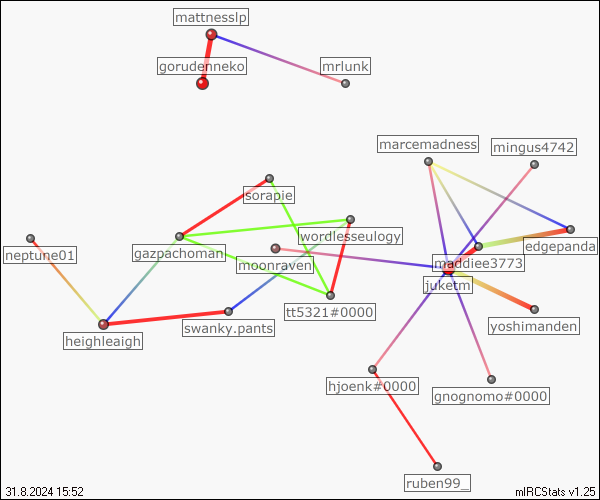 mattnesslp
gorudenneko
mrlunk
marcemadness
mingus4742
sorapie
wordlesseulogy
edgepanda
neptune01
gazpachoman
moonraven
maddiee3773
juketm
tt5321#0000
swanky.pants
yoshimanden
heighleaigh
hjoenk#0000
gnognomo#0000
ruben99_
31.8.2024 15:52
mIRCStats v1.25